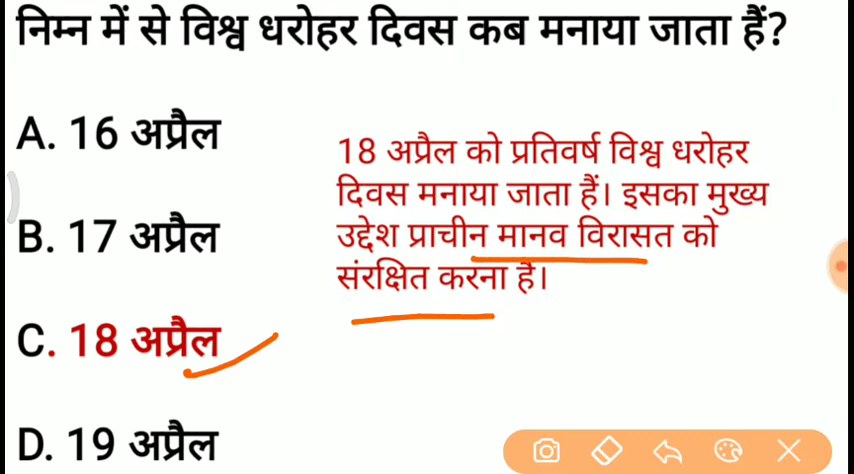 निम्न में से विश्व धरोहर दिवस कब मनाया जाता हैं?
A. 16 अप्रैल
B. 17 अप्रैल
C. 18 अप्रैल
D. 19 अप्रैल
18 अप्रैल को प्रतिवर्ष विश्व धरोहर
दिवस मनाया जाता हैं। इसका मुख्य
उद्देश प्राचीन मानव विरासत को
संरक्षित करना है।